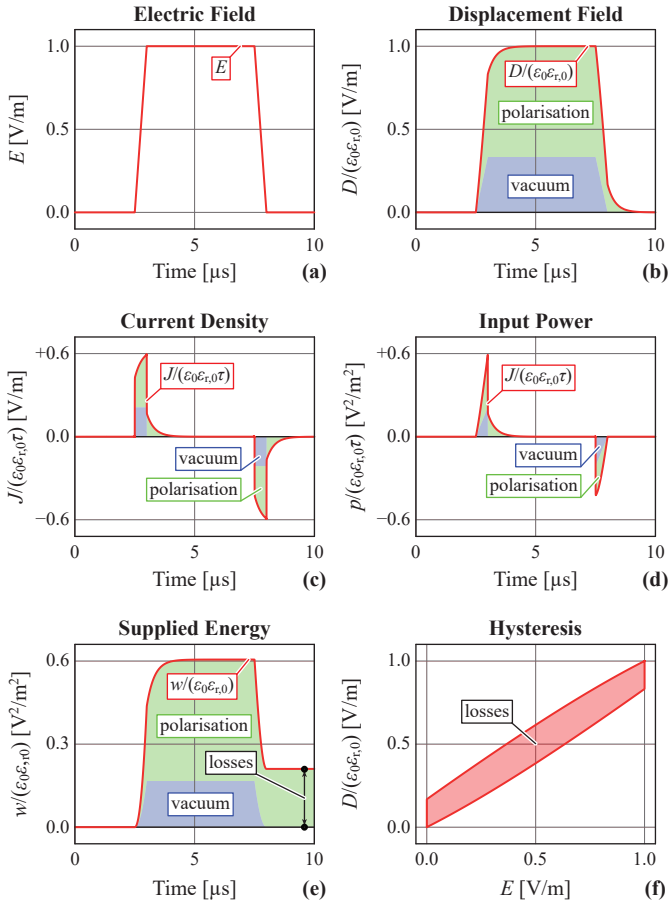 Electric Field
E [V/m]
1.0
0.5
0.0
E
0
5
10
Time [µs]
(a)
Displacement Field
D/(ε0εr,0) [V/m]
1.0
0.5
0.0
D/(ε0εr,0)
polarisation
vacuum
0
5
10
Time [µs]
(b)
Current Density
J/(ε0εr,0τ) [V/m]
+0.6
0.0
−0.6
J/(ε0εr,0τ)
vacuum
polarisation
0
5
10
Time [µs]
(c)
Input Power
p/(ε0εr,0τ) [V²/m²]
+0.6
0.0
−0.6
J/(ε0εr,0τ)
vacuum
polarisation
0
5
10
Time [µs]
(d)
Supplied Energy
w/(ε0ε,r0) [V²/m²]
0.6
0.3
0.0
w/(ε0εr,0)
polarisation
losses
vacuum
0
5
10
Time [µs]
(e)
Hysteresis
D/(ε0εr,0) [V/m]
1.0
0.5
0.0
losses
0.0
0.5
1.0
E [V/m]
(f)